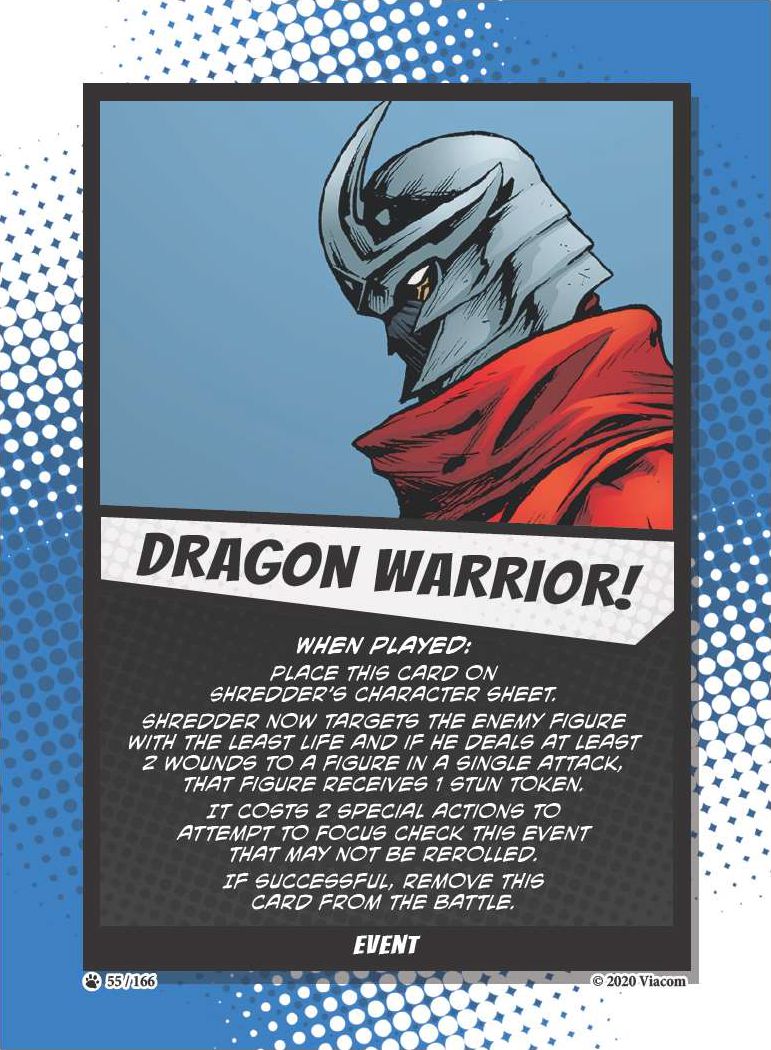 DRAGON WARRIOR!
WHEN PLAYED:
PLACE THIS CARD ON
SHREDDER'S CHARACTER SHEET.
SHREDDER NOW TARGETS THE ENEMY FIGURE
WITH THE LEAST LIFE AND IF HE DEALS AT LEAST
2 WOUNDS TO A FIGURE IN A SINGLE ATTACK,
THAT FIGURE RECEIVES 1 STUN TOKEN.
IT COSTS 2 SPECIAL ACTIONS TO
ATTEMPT TO FOCUS CHECK THIS EVENT
THAT MAY NOT BE REROLLED.
IF SUCCESSFUL, REMOVE THIS
CARD FROM THE BATTLE.
EVENT
55/166
© 2020 Viacom